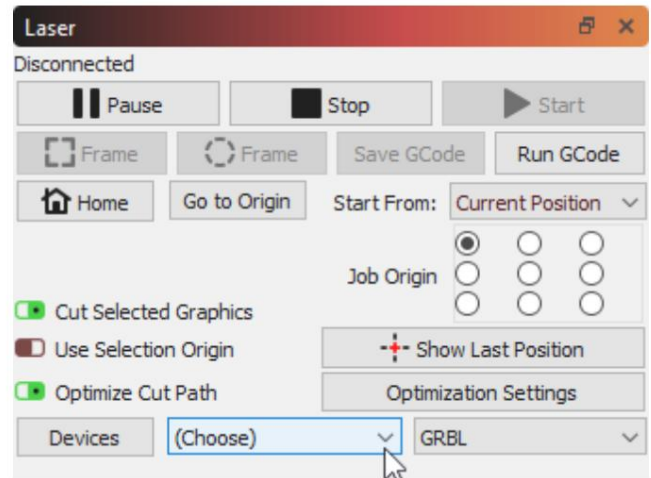 Laser
Disconnected
Pause Stop Start
Frame Frame Save GCode Run GCode
Home Go to Origin Start From: Current Position
Job Origin
Cut Selected Graphics
Use Selection Origin Show Last Position
Optimize Cut Path Optimization Settings
Devices (Choose) GRBL